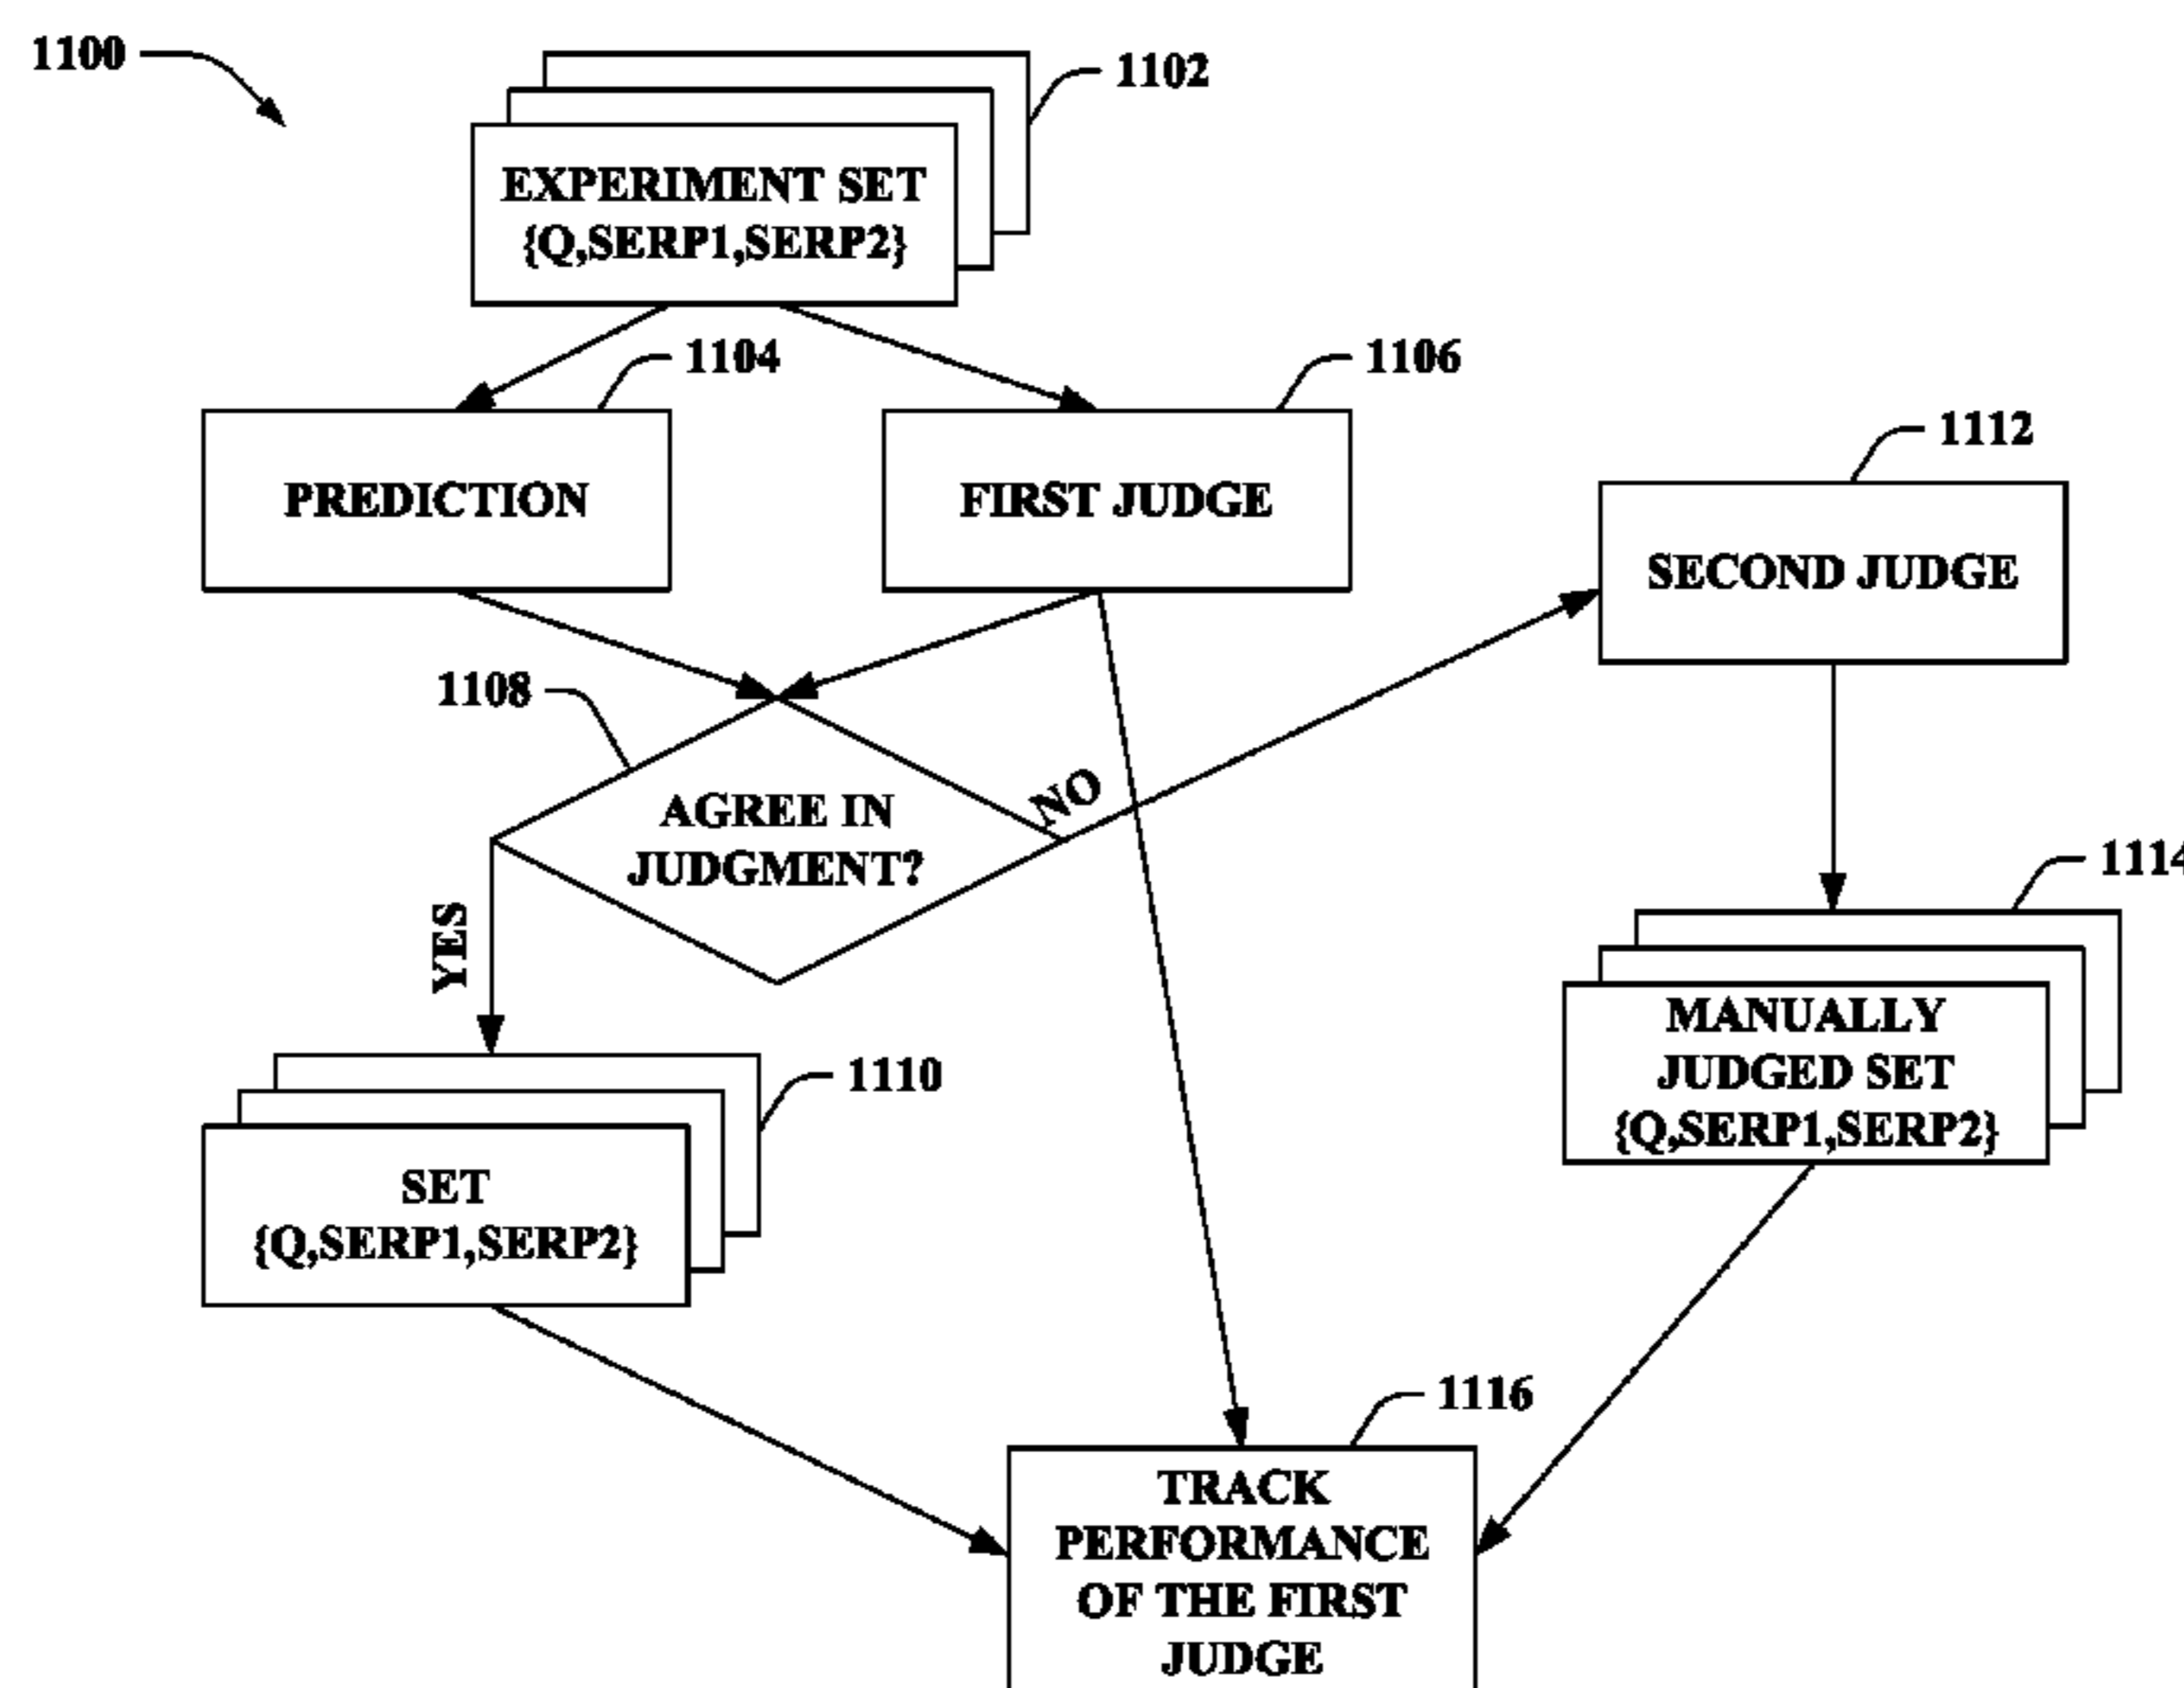 1100
1102
EXPERIMENT SET
{Q,SERP1,SERP2}
1104
1106
PREDICTION
FIRST JUDGE
1112
SECOND JUDGE
1108
AGREE IN
JUDGMENT?
NO
YES
1114
MANUALLY
JUDGED SET
{Q,SERP1,SERP2}
1110
SET
{Q,SERP1,SERP2}
1116
TRACK
PERFORMANCE
OF THE FIRST
JUDGE